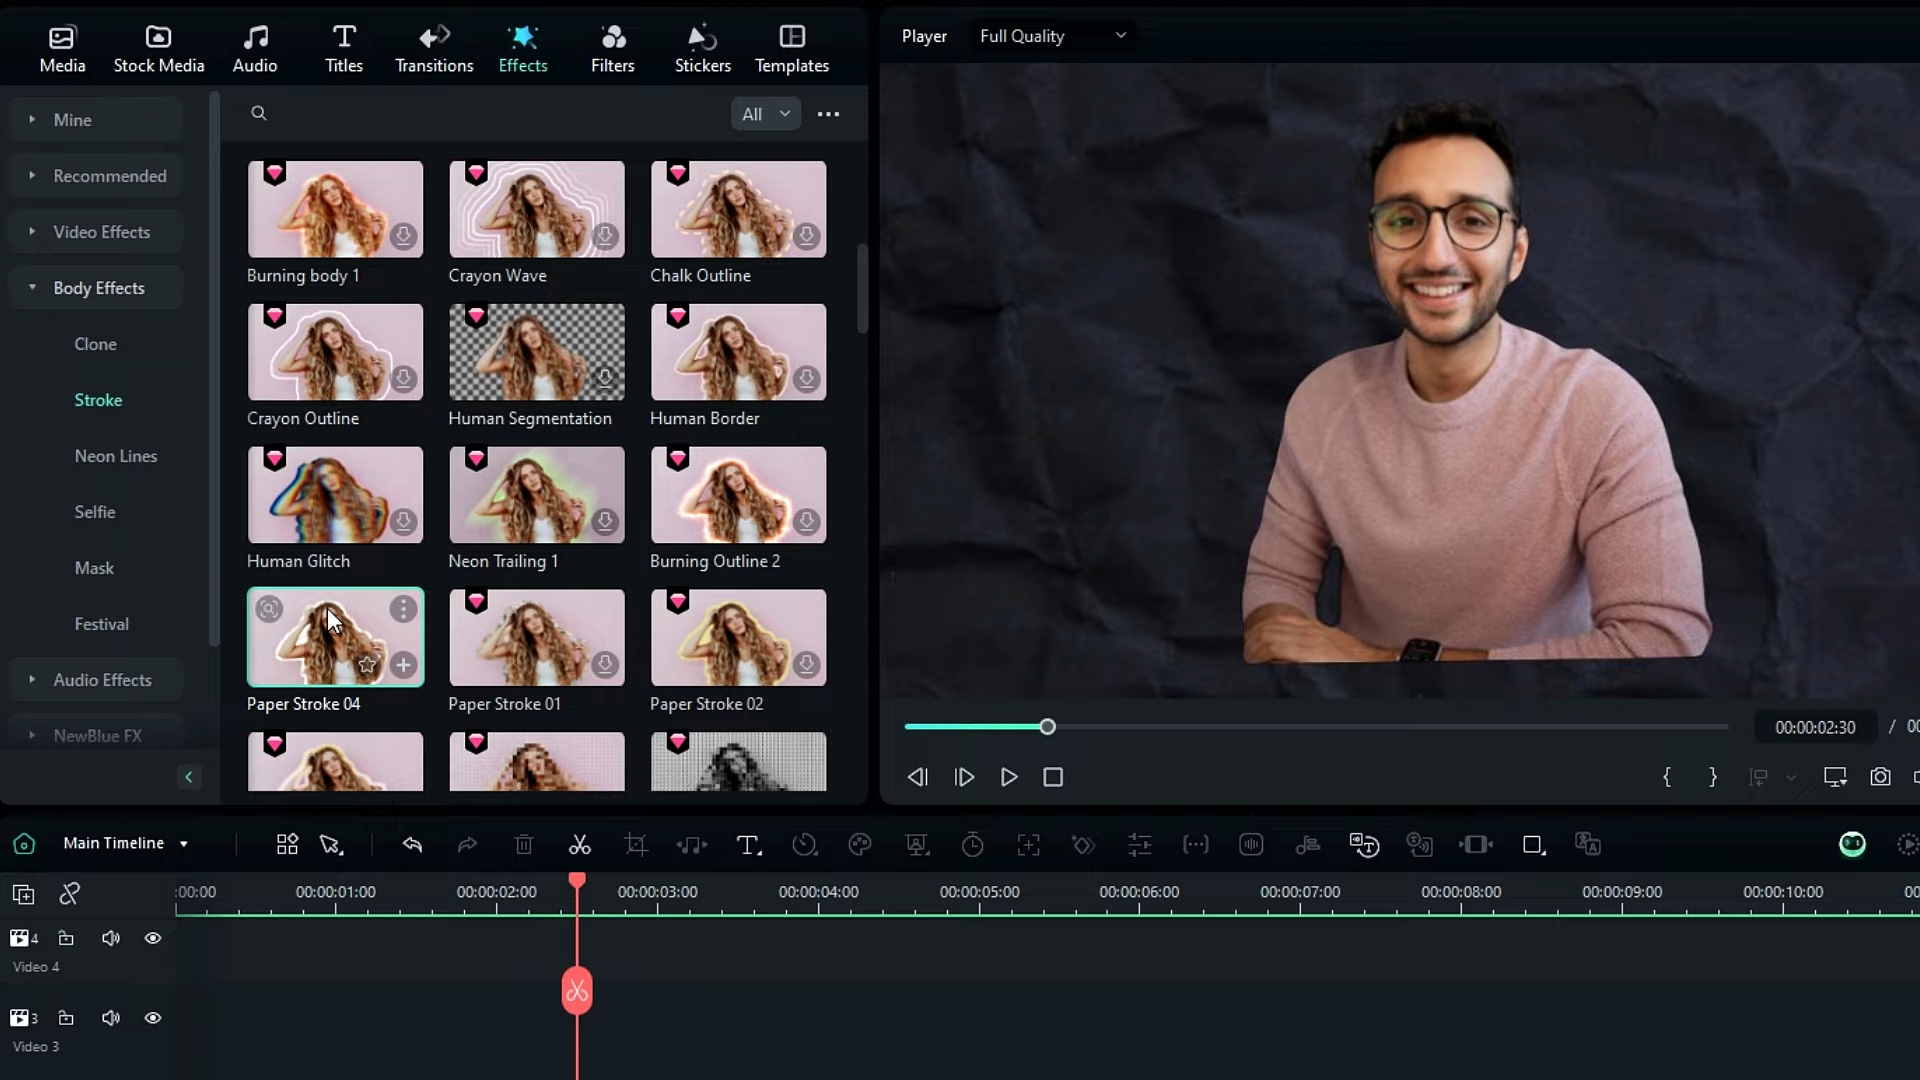 Media
Stock Media
Audio
Titles
Transitions
Effects
Filters
Stickers
Templates
Player
Full Quality
Mine
Recommended
Video Effects
Body Effects
Clone
Stroke
Neon Lines
Selfie
Mask
Festival
Audio Effects
NewBlue FX
All
Burning body 1
Crayon Wave
Chalk Outline
Crayon Outline
Human Segmentation
Human Border
Human Glitch
Neon Trailing 1
Burning Outline 2
Paper Stroke 04
Paper Stroke 01
Paper Stroke 02
00:00:02:30 / 00
{ }
Main Timeline
:00:00 00:00:01:00 00:00:02:00 00:00:03:00 00:00:04:00 00:00:05:00 00:00:06:00 00:00:07:00 00:00:08:00 00:00:09:00 00:00:10:00 00
4
Video 4
3
Video 3